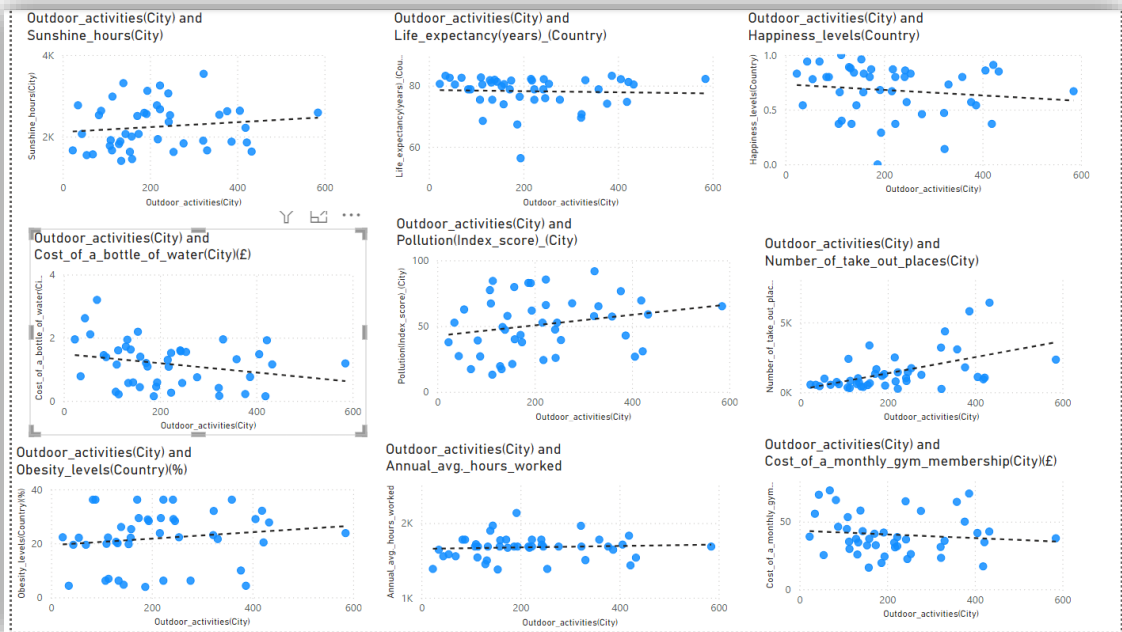 Outdoor_activities(City) and
Sunshine_hours(City)
Sunshine_hours(City)
4K
2K
0
200
400
600
Outdoor_activities(City)
Outdoor_activities(City) and
Life_expectancy(years)_(Country)
Life_expectancy(years)_(Cou...
80
60
0
200
400
600
Outdoor_activities(City)
Outdoor_activities(City) and
Happiness_levels(Country)
Happiness_levels(Country)
1.0
0.5
0.0
0
200
400
600
Outdoor_activities(City)
Outdoor_activities(City) and
Cost_of_a_bottle_of_water(City)(£)
Cost_of_a_bottle_of_water(Ci...
4
2
0
0
200
400
600
Outdoor_activities(City)
Outdoor_activities(City) and
Pollution(Index_score)_(City)
Pollution(Index_score)_(City)
100
50
0
0
200
400
600
Outdoor_activities(City)
Outdoor_activities(City) and
Number_of_take_out_places(City)
Number_of_take_out_plac...
5K
0K
0
200
400
600
Outdoor_activities(City)
Outdoor_activities(City) and
Obesity_levels(Country)(%)
Obesity_levels(Country)(%)
40
20
0
0
200
400
600
Outdoor_activities(City)
Outdoor_activities(City) and
Annual_avg._hours_worked
Annual_avg._hours_worked
2K
1K
0
200
400
600
Outdoor_activities(City)
Outdoor_activities(City) and
Cost_of_a_monthly_gym_membership(City)(£)
Cost_of_a_monthly_gym...
50
0
0
200
400
600
Outdoor_activities(City)